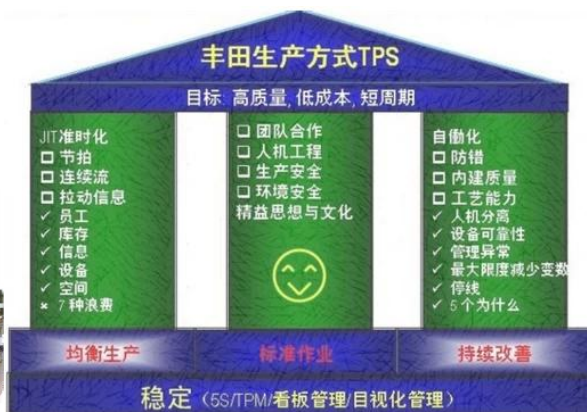 丰田生产方式TPS
目标: 高质量, 低成本, 短周期
JIT准时化
节拍
连续流
拉动信息
员工
库存
信息
设备
空间
7种浪费
团队合作
人机工程
生产安全
环境安全
精益思想与文化
自働化
防错
内建质量
工艺能力
人机分离
设备可靠性
管理异常
最大限度减少变数
停线
5个为什么
均衡生产
标准作业
持续改善
稳定（5S/TPM/看板管理/目视化管理）